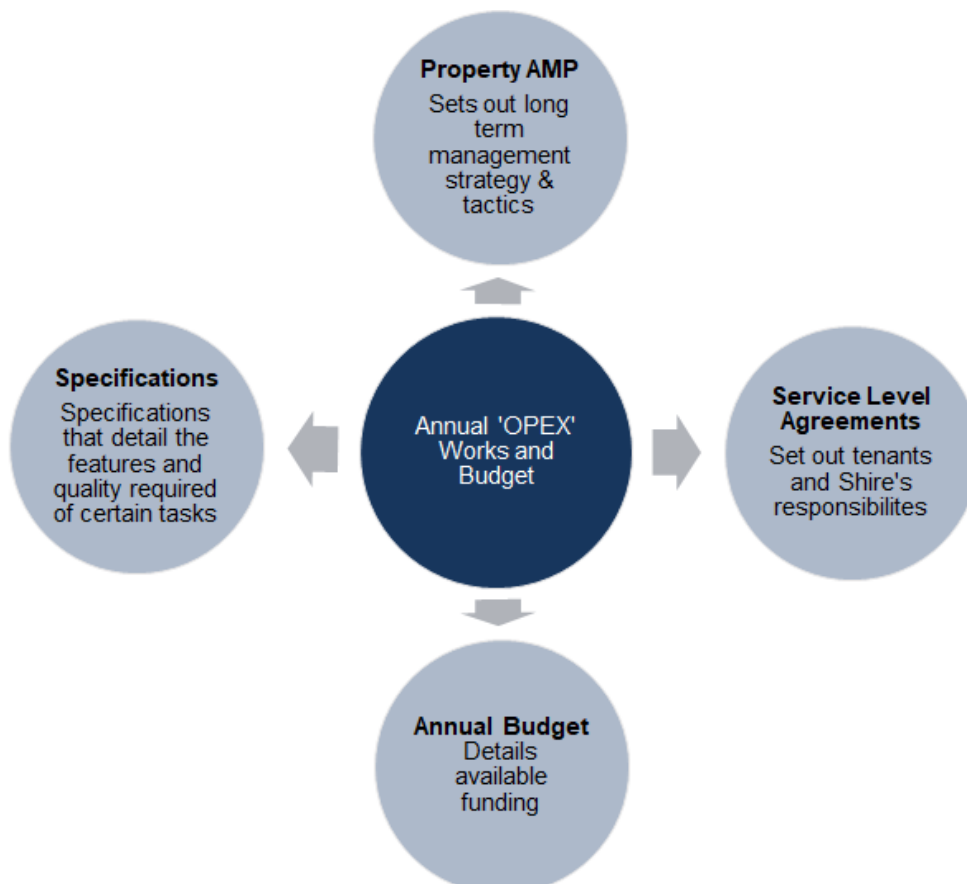 Property AMP
Sets out long
term
management
strategy &
tactics
Specifications
Specifications
that detail the
features and
quality required
of certain tasks
Annual 'OPEX'
Works and
Budget
Service Level
Agreements
Set out tenants
and Shire's
responsibilites
Annual Budget
Details
available
funding